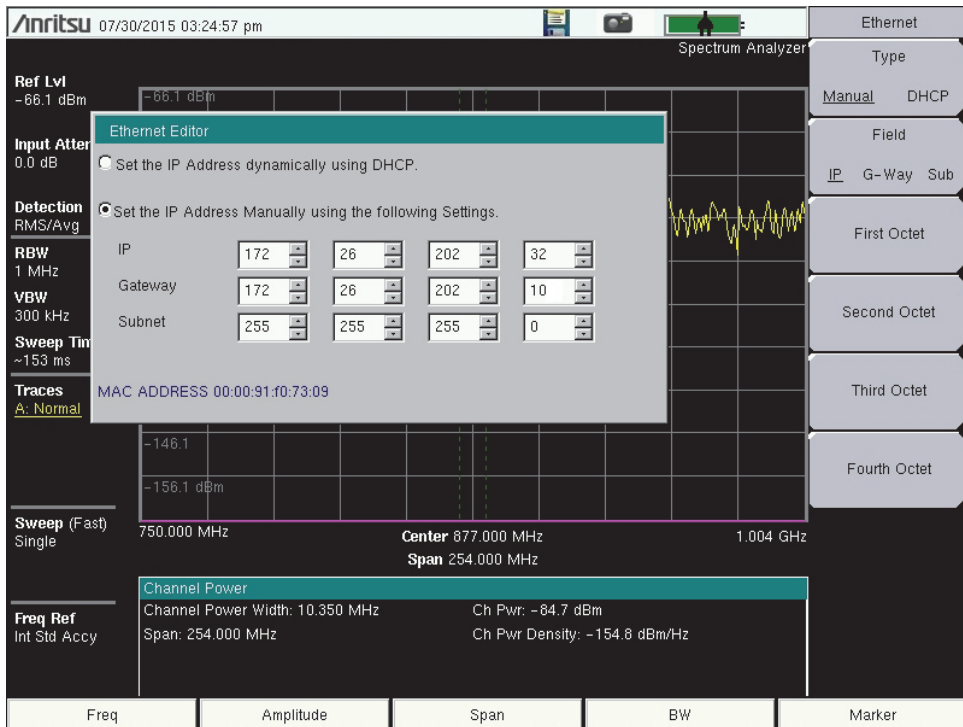 /Anritsu 07/30/2015 03:24:57 pm
Spectrum Analyzer
Ref Lvl
-66.1 dBm
Input Atten
0.0 dB
Detection
RMS/Avg
RBW
1 MHz
VBW
300 kHz
Sweep Tim
~153 ms
Traces
A: Normal
Sweep (Fast)
Single
Freq Ref
Int Std Accy
-66.1 dBm
Ethernet Editor
Set the IP Address dynamically using DHCP.
Set the IP Address Manually using the following Settings.
IP 172 26 202 32
Gateway 172 26 202 10
Subnet 255 255 255 0
MAC ADDRESS 00:00:91:f0:73:09
-146.1
-156.1 dBm
750.000 MHz Center 877.000 MHz 1.004 GHz
Span 254.000 MHz
Channel Power
Channel Power Width: 10.350 MHz Ch Pwr: -84.7 dBm
Span: 254.000 MHz Ch Pwr Density: -154.8 dBm/Hz
Ethernet
Type
Manual DHCP
Field
IP G-Way Sub
First Octet
Second Octet
Third Octet
Fourth Octet
Freq Amplitude Span BW Marker